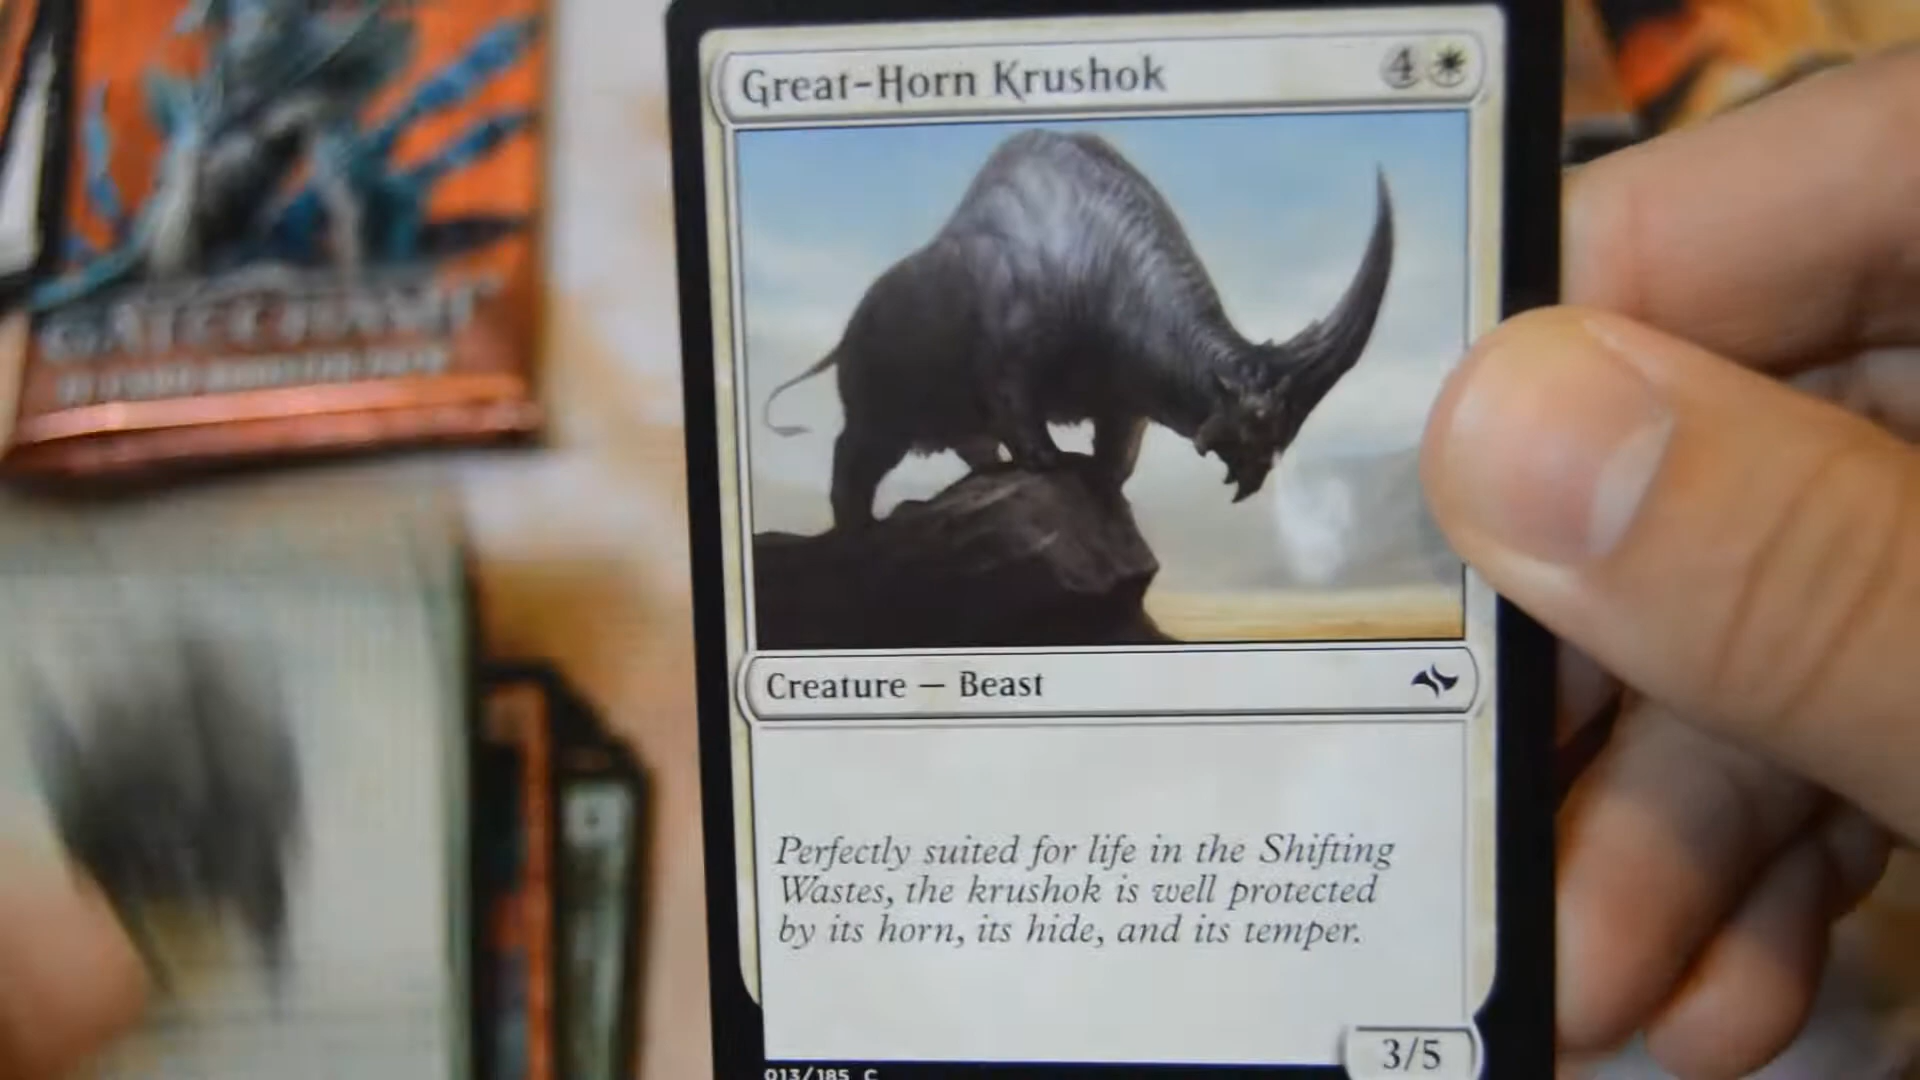 Great-Horn Krushok 4
Creature — Beast
Perfectly suited for life in the Shifting
Wastes, the krushok is well protected
by its horn, its hide, and its temper.
3/5
013/185 C
GATECRASH